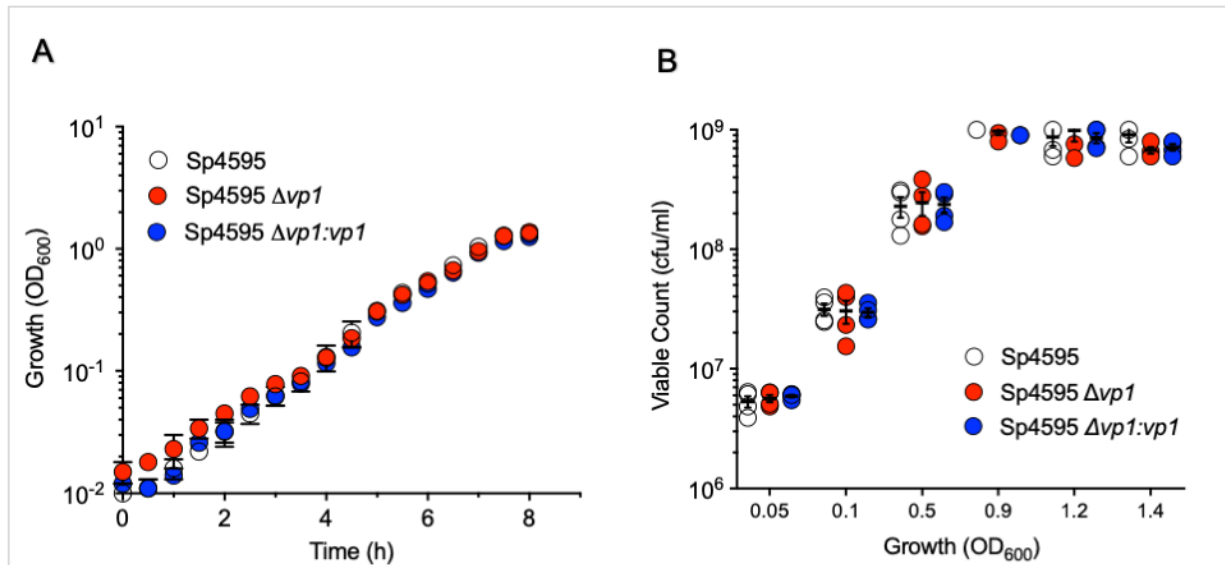 A
Growth (OD₆₀₀)
10¹
10⁰
10⁻¹
10⁻²
Sp4595
Sp4595 Δvp1
Sp4595 Δvp1:vp1
0 2 4 6 8
Time (h)
B
Viable Count (cfu/ml)
10⁹
10⁸
10⁷
10⁶
Sp4595
Sp4595 Δvp1
Sp4595 Δvp1:vp1
0.05 0.1 0.5 0.9 1.2 1.4
Growth (OD₆₀₀)